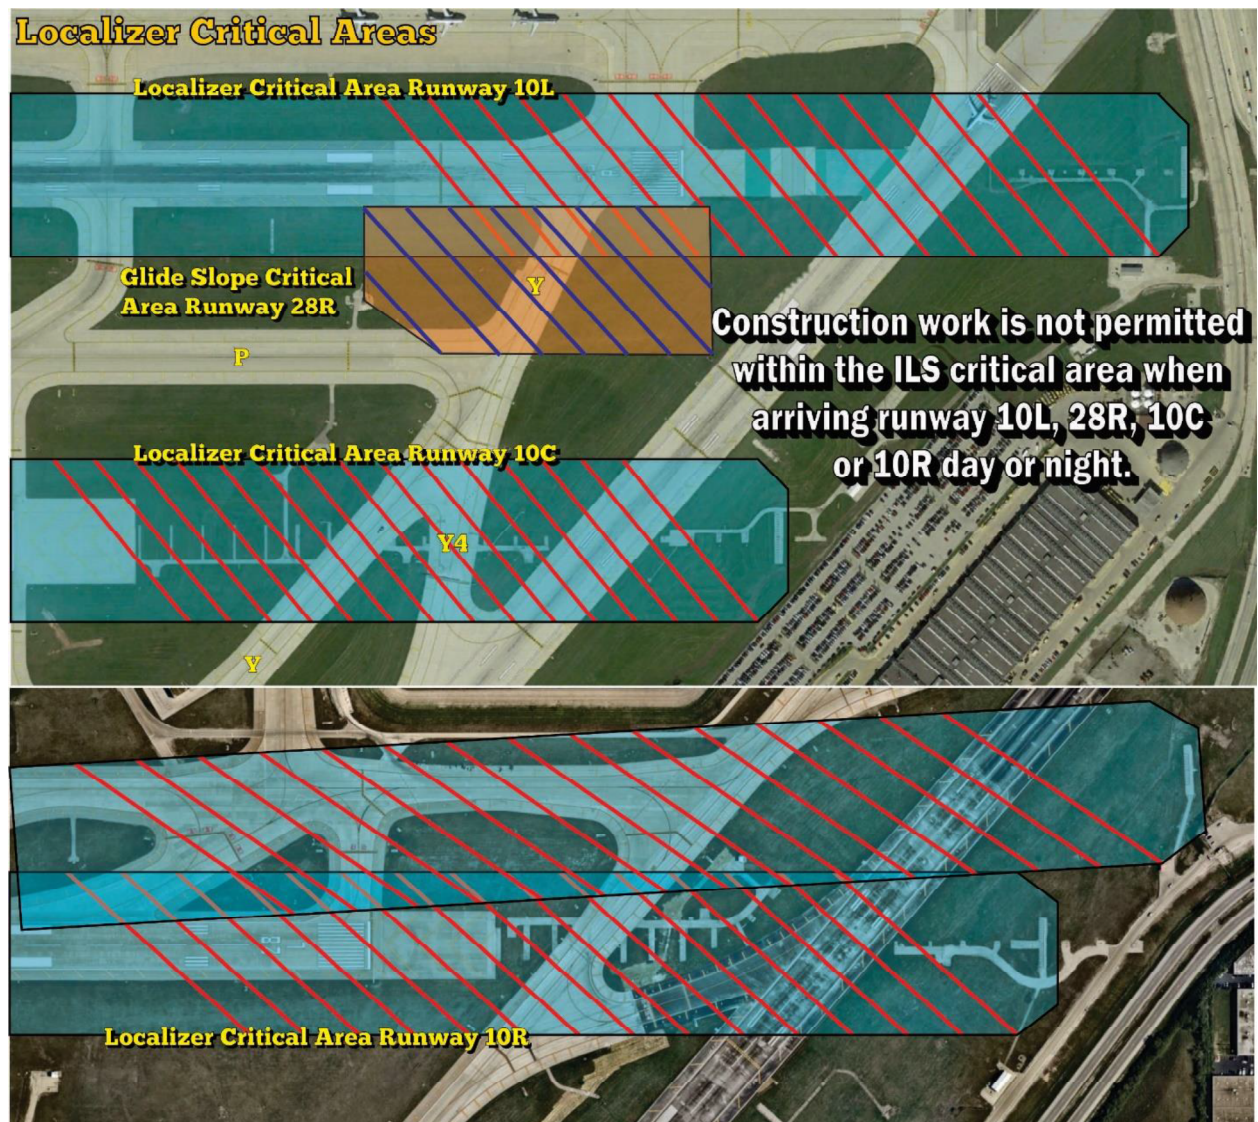 Localizer Critical Areas
Localizer Critical Area Runway 10L
Glide Slope Critical
Area Runway 28R
Y
P
Construction work is not permitted
within the ILS critical area when
arriving runway 10L, 28R, 10C
or 10R day or night.
Localizer Critical Area Runway 10C
Y4
Y
Localizer Critical Area Runway 10R